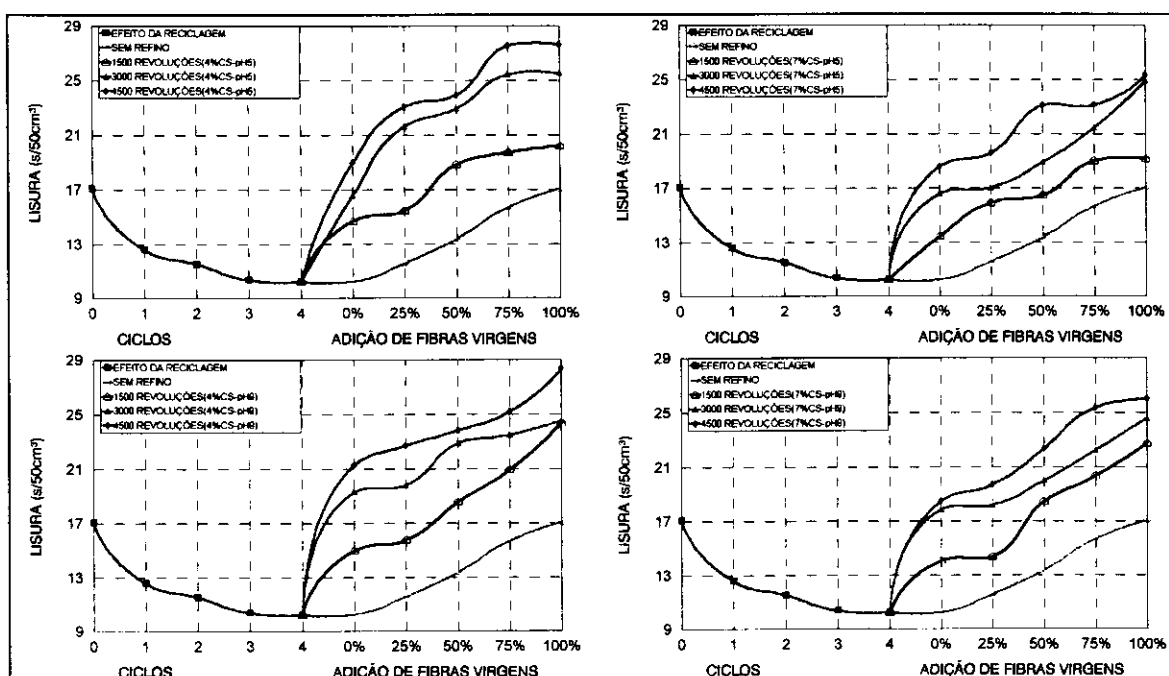 EFEITO DA RECICLAGEM
SEM REFINO
1500 REVOLUÇÕES(4%CS-pH5)
3000 REVOLUÇÕES(4%CS-pH5)
4500 REVOLUÇÕES(4%CS-pH5)
LISURA (s/50cm³)
29
25
21
17
13
9
0 1 2 3 4 0% 25% 50% 75% 100%
CICLOS ADIÇÃO DE FIBRAS VIRGENS
EFEITO DA RECICLAGEM
SEM REFINO
1500 REVOLUÇÕES(7%CS-pH5)
3000 REVOLUÇÕES(7%CS-pH5)
4500 REVOLUÇÕES(7%CS-pH5)
LISURA (s/50cm³)
29
25
21
17
13
9
0 1 2 3 4 0% 25% 50% 75% 100%
CICLOS ADIÇÃO DE FIBRAS VIRGENS
EFEITO DA RECICLAGEM
SEM REFINO
1500 REVOLUÇÕES(4%CS-pH9)
3000 REVOLUÇÕES(4%CS-pH9)
4500 REVOLUÇÕES(4%CS-pH9)
LISURA (s/50cm³)
29
25
21
17
13
9
0 1 2 3 4 0% 25% 50% 75% 100%
CICLOS ADIÇÃO DE FIBRAS VIRGENS
EFEITO DA RECICLAGEM
SEM REFINO
1500 REVOLUÇÕES(7%CS-pH9)
3000 REVOLUÇÕES(7%CS-pH9)
4500 REVOLUÇÕES(7%CS-pH9)
LISURA (s/50cm³)
29
25
21
17
13
9
0 1 2 3 4 0% 25% 50% 75% 100%
CICLOS ADIÇÃO DE FIBRAS VIRGENS